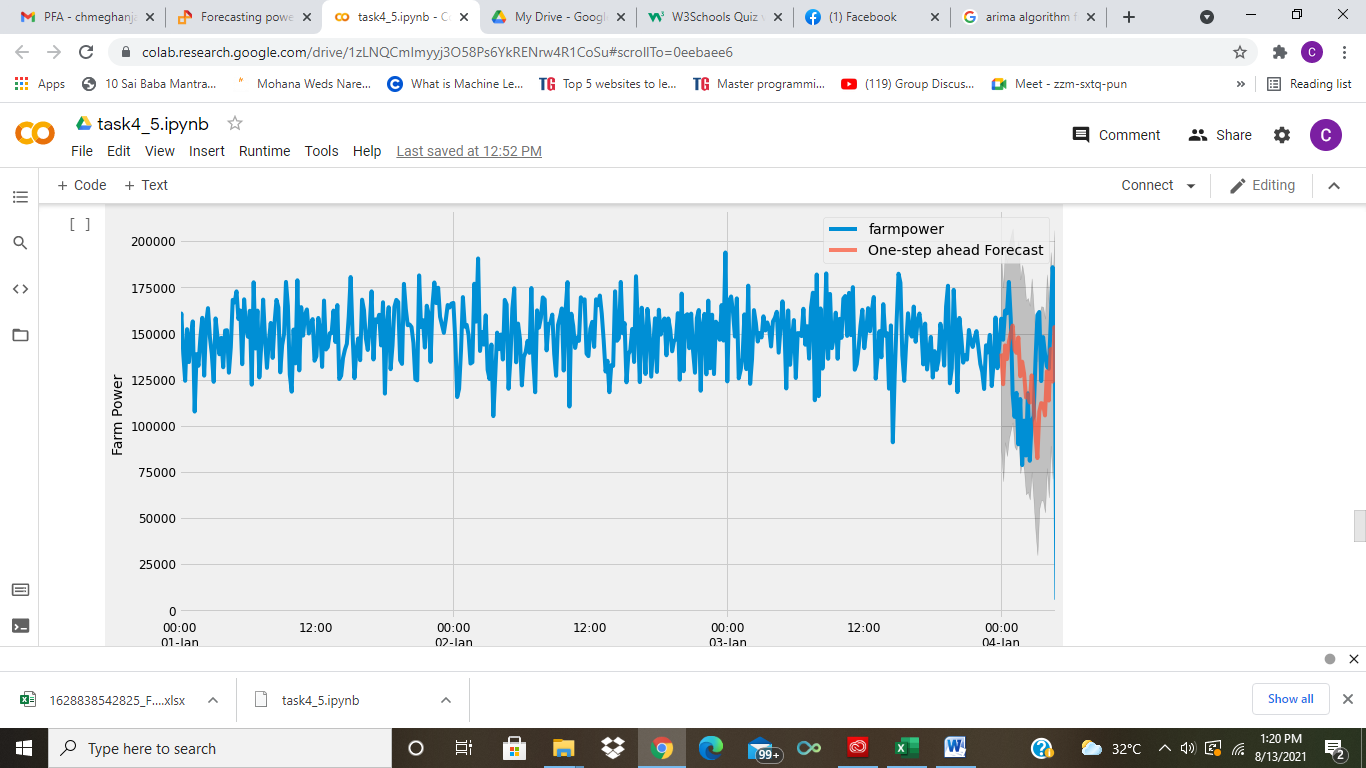 PFA - chmeghanja
Forecasting powe
task4_5.ipynb - Co
My Drive - Googl
W3Schools Quiz
(1) Facebook
arima algorithm f
colab.research.google.com/drive/1zLNQCmImyyj3O58Ps6YkRENrw4R1CoSu#scrollTo=0eebaee6
C
Apps
10 Sai Baba Mantra...
Mohana Weds Nare...
What is Machine Le...
TG Top 5 websites to le...
TG Master programmi...
(119) Group Discus...
Meet - zzm-sxtq-pun
»
Reading list
task4_5.ipynb
Comment
Share
C
File Edit View Insert Runtime Tools Help Last saved at 12:52 PM
+ Code + Text
Connect
Editing
[ ]
farmpower
One-step ahead Forecast
200000
175000
150000
125000
100000
75000
50000
25000
0
Farm Power
00:00 12:00 00:00 12:00 00:00 12:00 00:00
01-Jan 02-Jan 03-Jan 04-Jan
1628838542825_F....xlsx
task4_5.ipynb
Show all
Type here to search
99+
32°C
1:20 PM
8/13/2021
2